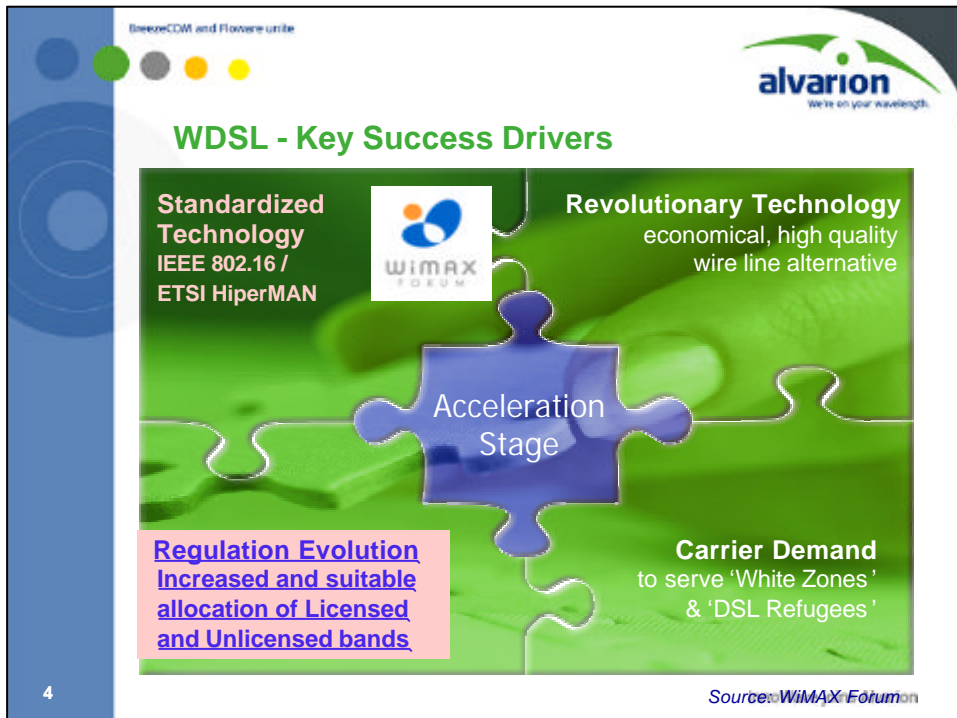 BreezeCOM and Floware unite
alvarion
We're on your wavelength.
WDSL - Key Success Drivers
Standardized
Technology
IEEE 802.16 /
ETSI HiperMAN
WiMAX
FORUM
Revolutionary Technology
economical, high quality
wire line alternative
Acceleration
Stage
Regulation Evolution
Increased and suitable
allocation of Licensed
and Unlicensed bands
Carrier Demand
to serve ‘White Zones’
& ‘DSL Refugees’
4
Source: WiMAX Forum